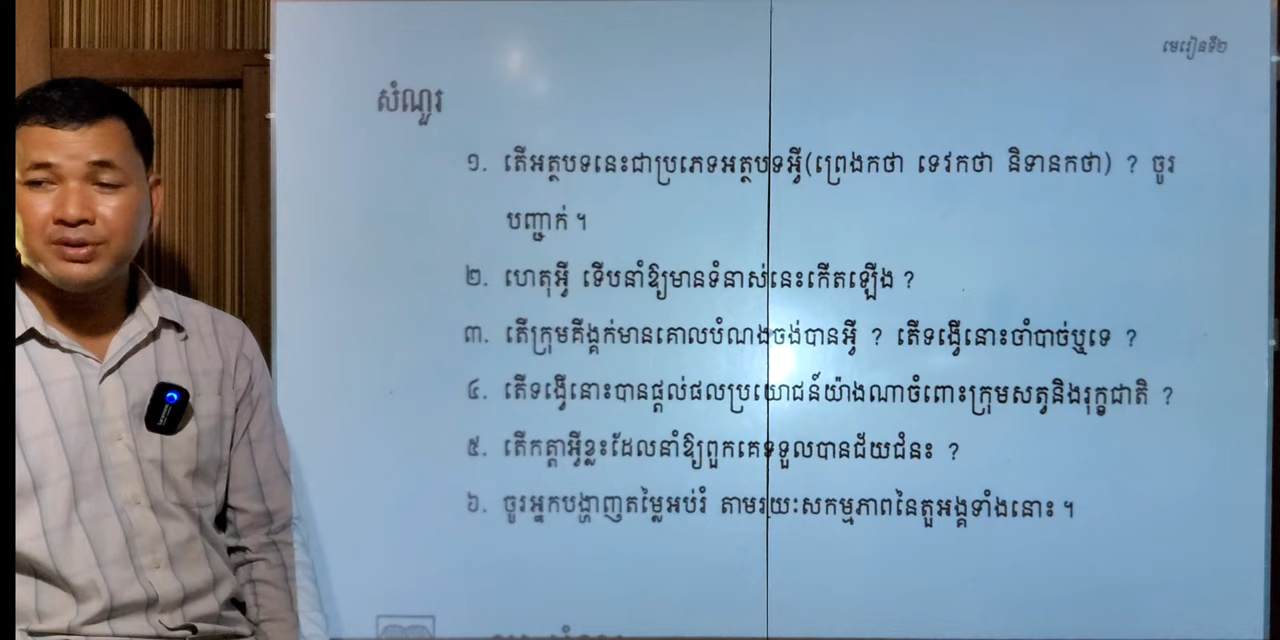 មេរៀនទី២
សំណួរ
១. តើអត្ថបទនេះជាប្រភេទអត្ថបទអ្វី(ព្រេងកថា ទេវកថា និទានកថា) ? ចូរ
បញ្ជាក់ ។
២. ហេតុអ្វី ទើបនាំឱ្យមានទំនាស់នេះកើតឡើង ?
៣. តើក្រុមគីង្គក់មានគោលបំណងចង់បានអ្វី ? តើទង្វើនោះចាំបាច់ឬទេ ?
៤. តើទង្វើនោះបានផ្តល់ផលប្រយោជន៍យ៉ាងណាចំពោះក្រុមសត្វនិងរុក្ខជាតិ ?
៥. តើកត្តាអ្វីខ្លះដែលនាំឱ្យពួកគេទទួលបានជ័យជំនះ ?
៦. ចូរអ្នកបង្ហាញតម្លៃអប់រំ តាមរយៈសកម្មភាពនៃតួអង្គទាំងនោះ ។